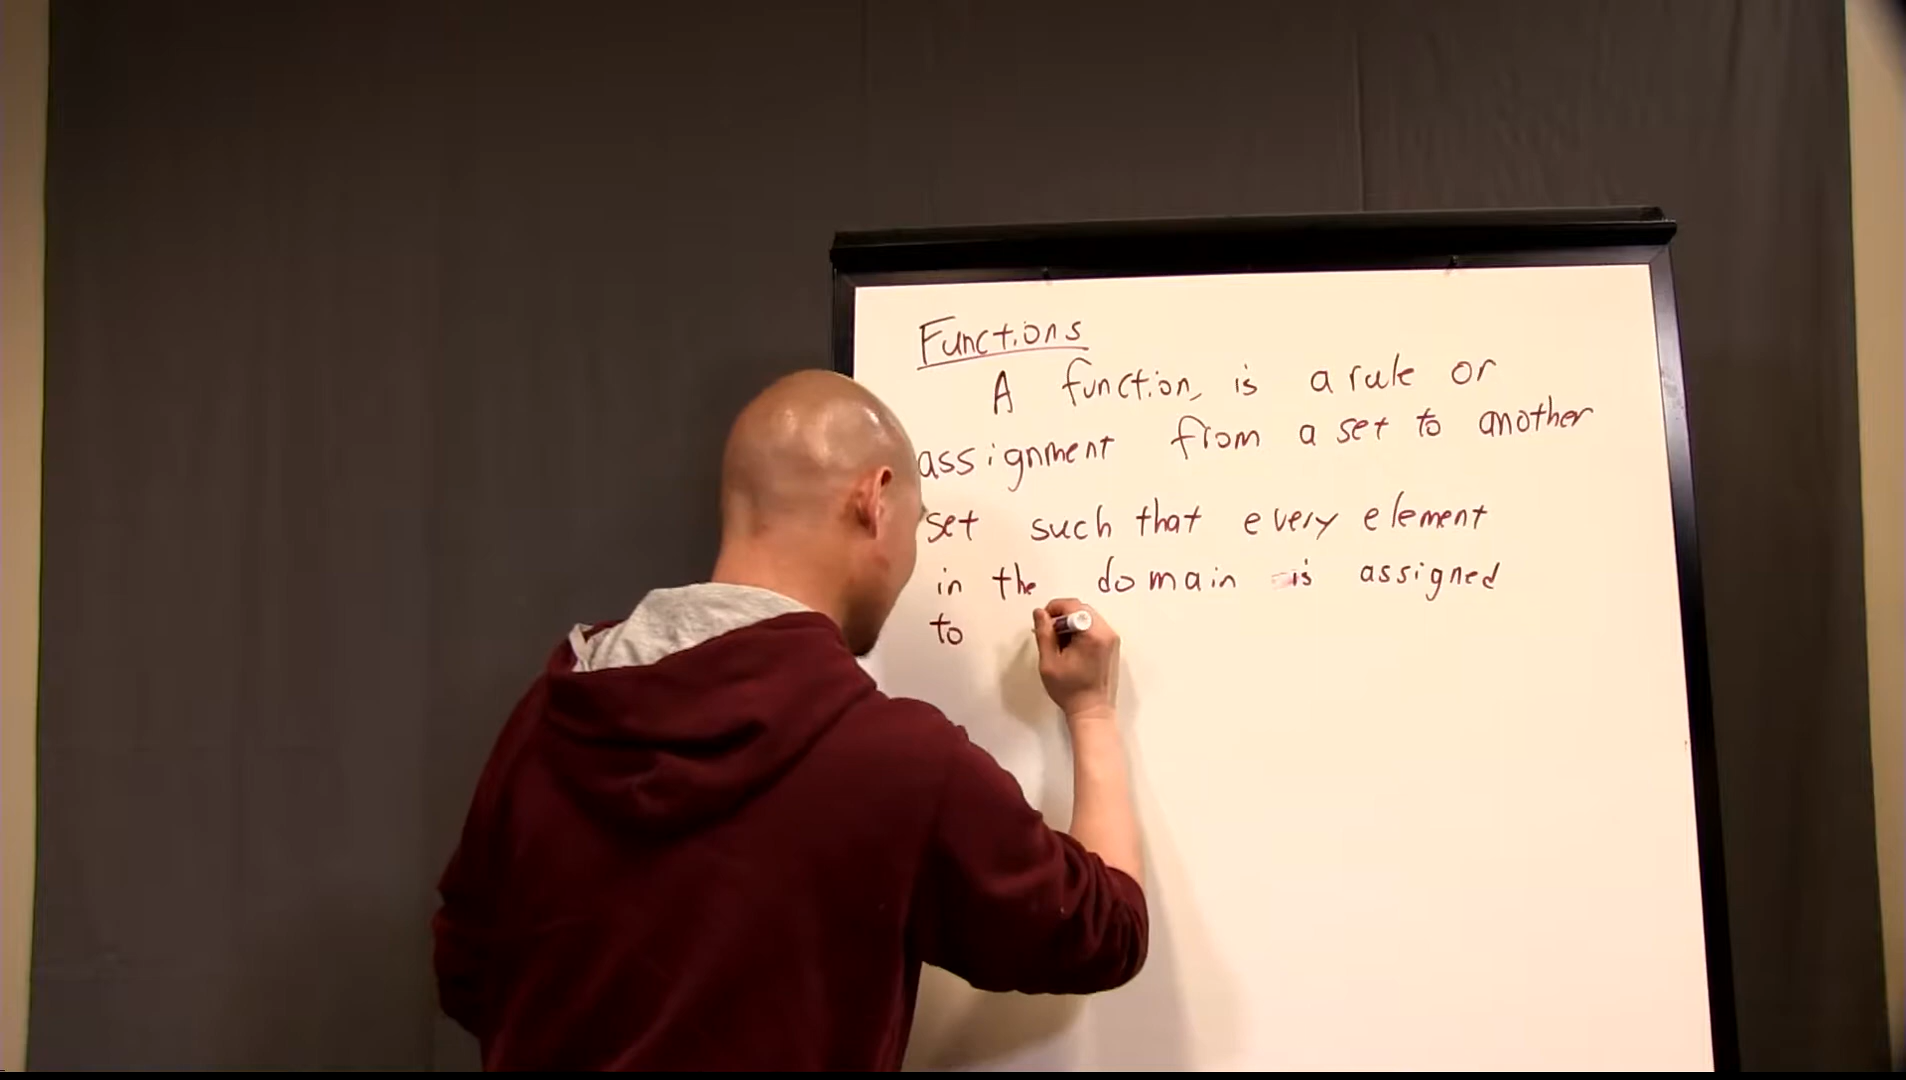 Functions
A function, is a rule or
assignment from a set to another
set such that every element
in the domain is assigned
to